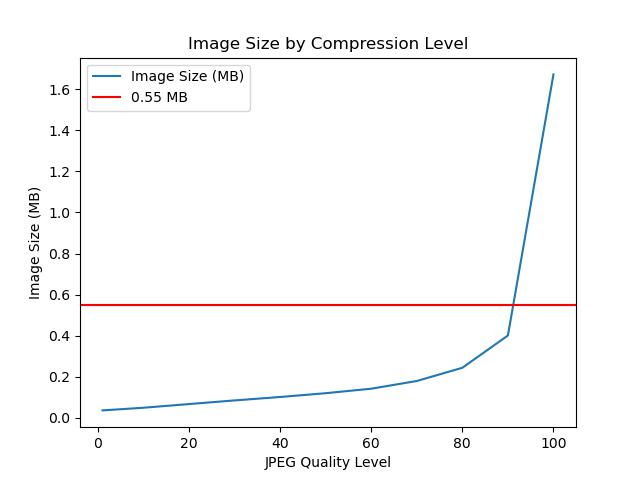 Image Size by Compression Level
Image Size (MB)
0.55 MB
Image Size (MB)
1.6
1.4
1.2
1.0
0.8
0.6
0.4
0.2
0.0
0 20 40 60 80 100
JPEG Quality Level